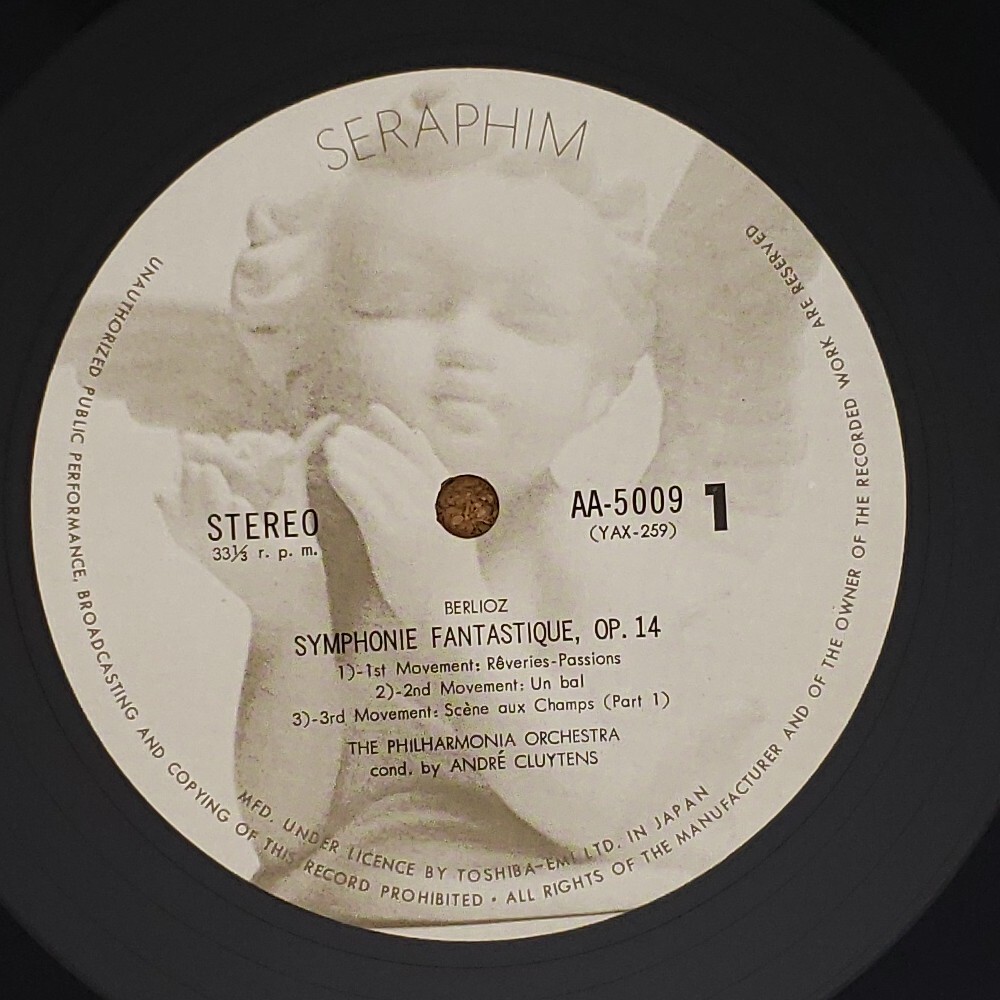 SERAPHIM
STEREO
33⅓ r. p. m.
AA-5009 1
(YAX-259)
BERLIOZ
SYMPHONIE FANTASTIQUE, OP. 14
1)-1st Movement: Rêveries-Passions
2)-2nd Movement: Un bal
3)-3rd Movement: Scène aux Champs (Part 1)
THE PHILHARMONIA ORCHESTRA
cond. by ANDRÉ CLUYTENS
MFD. UNDER LICENCE BY TOSHIBA-EMI LTD. IN JAPAN
UNAUTHORIZED PUBLIC PERFORMANCE, BROADCASTING AND COPYING OF THIS RECORD PROHIBITED · ALL RIGHTS OF THE MANUFACTURER AND OF THE OWNER OF THE RECORDED WORK ARE RESERVED